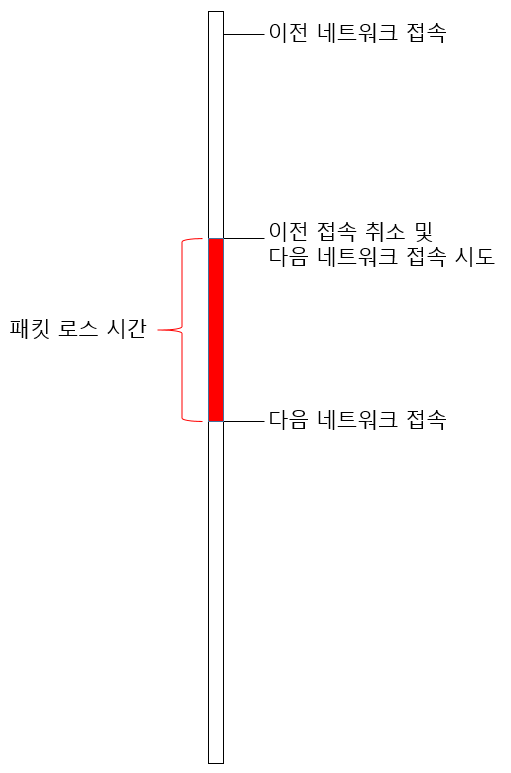 이전 네트워크 접속
이전 접속 취소 및
다음 네트워크 접속 시도
패킷 로스 시간
다음 네트워크 접속